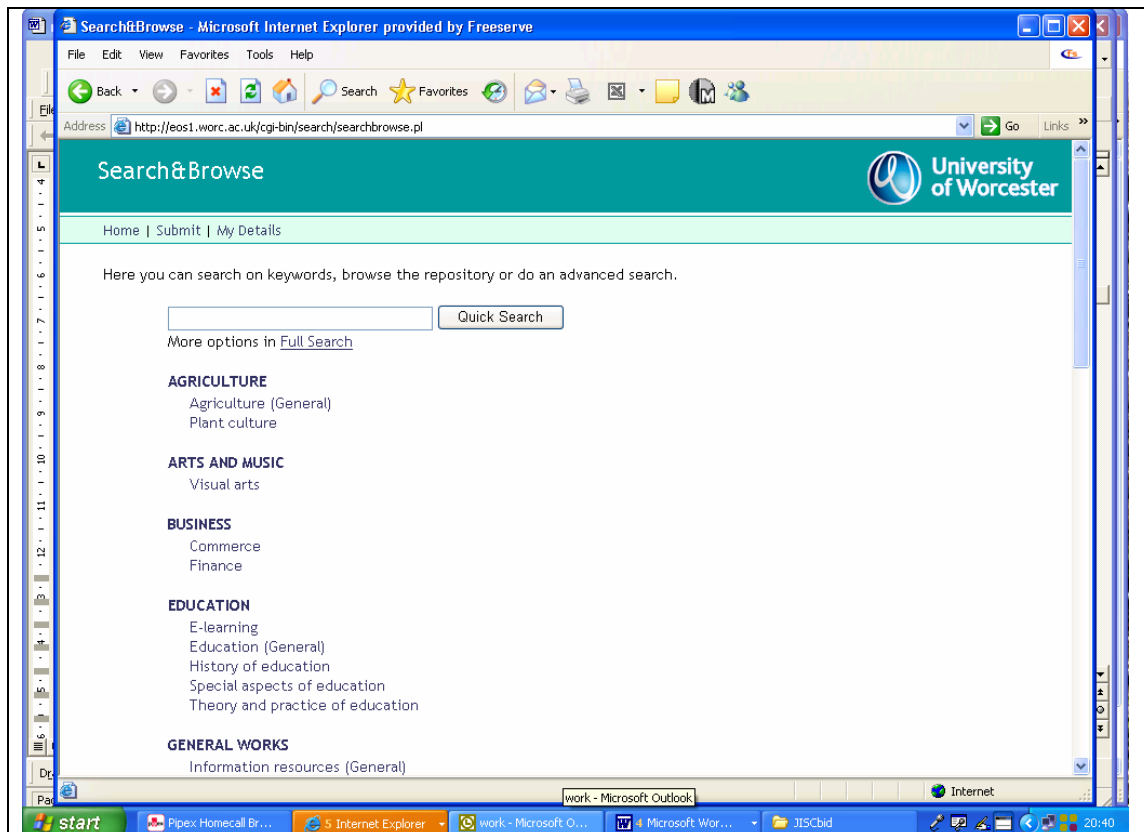 Search&Browse - Microsoft Internet Explorer provided by Freeserve
File Edit View Favorites Tools Help
Back Search Favorites
Address http://eos1.worc.ac.uk/cgi-bin/search/searchbrowse.pl Go Links »
Search&Browse
University
of Worcester
Home | Submit | My Details
Here you can search on keywords, browse the repository or do an advanced search.
Quick Search
More options in Full Search
AGRICULTURE
Agriculture (General)
Plant culture
ARTS AND MUSIC
Visual arts
BUSINESS
Commerce
Finance
EDUCATION
E-learning
Education (General)
History of education
Special aspects of education
Theory and practice of education
GENERAL WORKS
Information resources (General)
Internet
work - Microsoft Outlook
start Pipex Homecall Br... 5 Internet Explorer work - Microsoft O... 4 Microsoft Wor... JISCbid 20:40